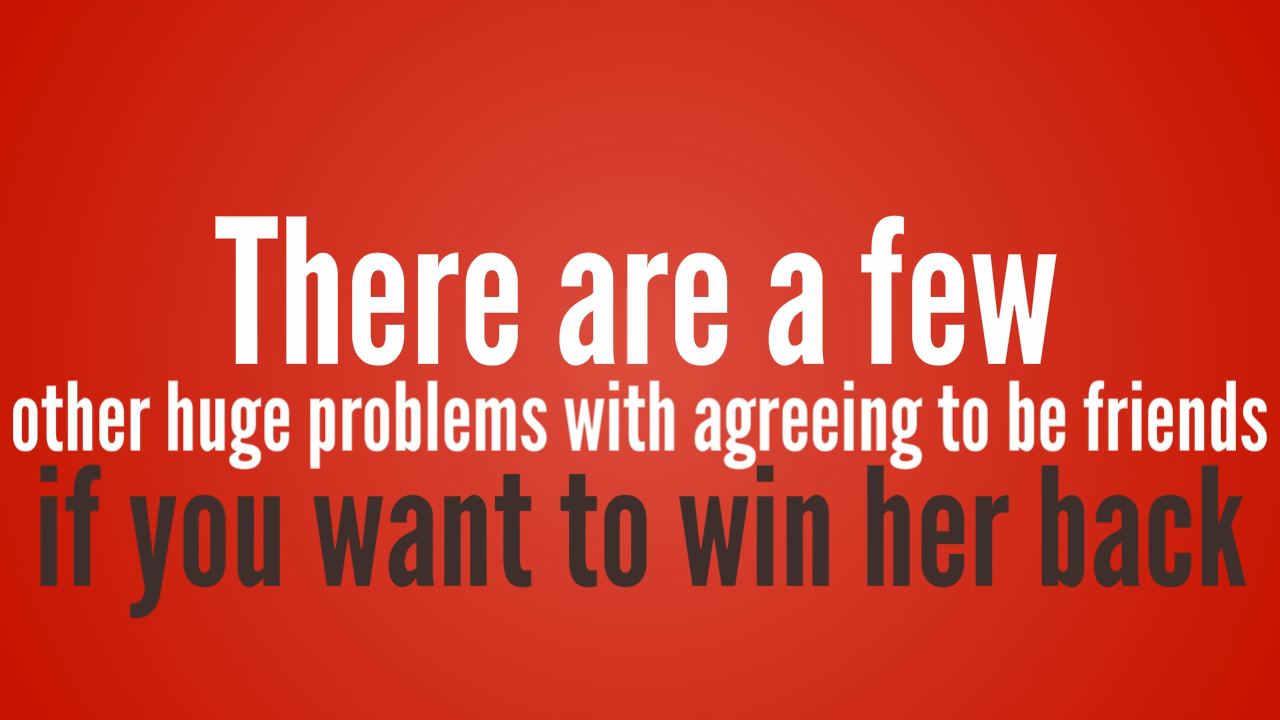 There are a few
other huge problems with agreeing to be friends
if you want to win her back